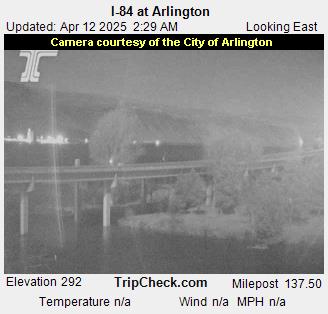 I-84 at Arlington
Updated: Apr 12 2025 2:29 AM Looking East
Camera courtesy of the City of Arlington
Elevation 292 TripCheck.com Milepost 137.50
Temperature n/a Wind n/a MPH n/a